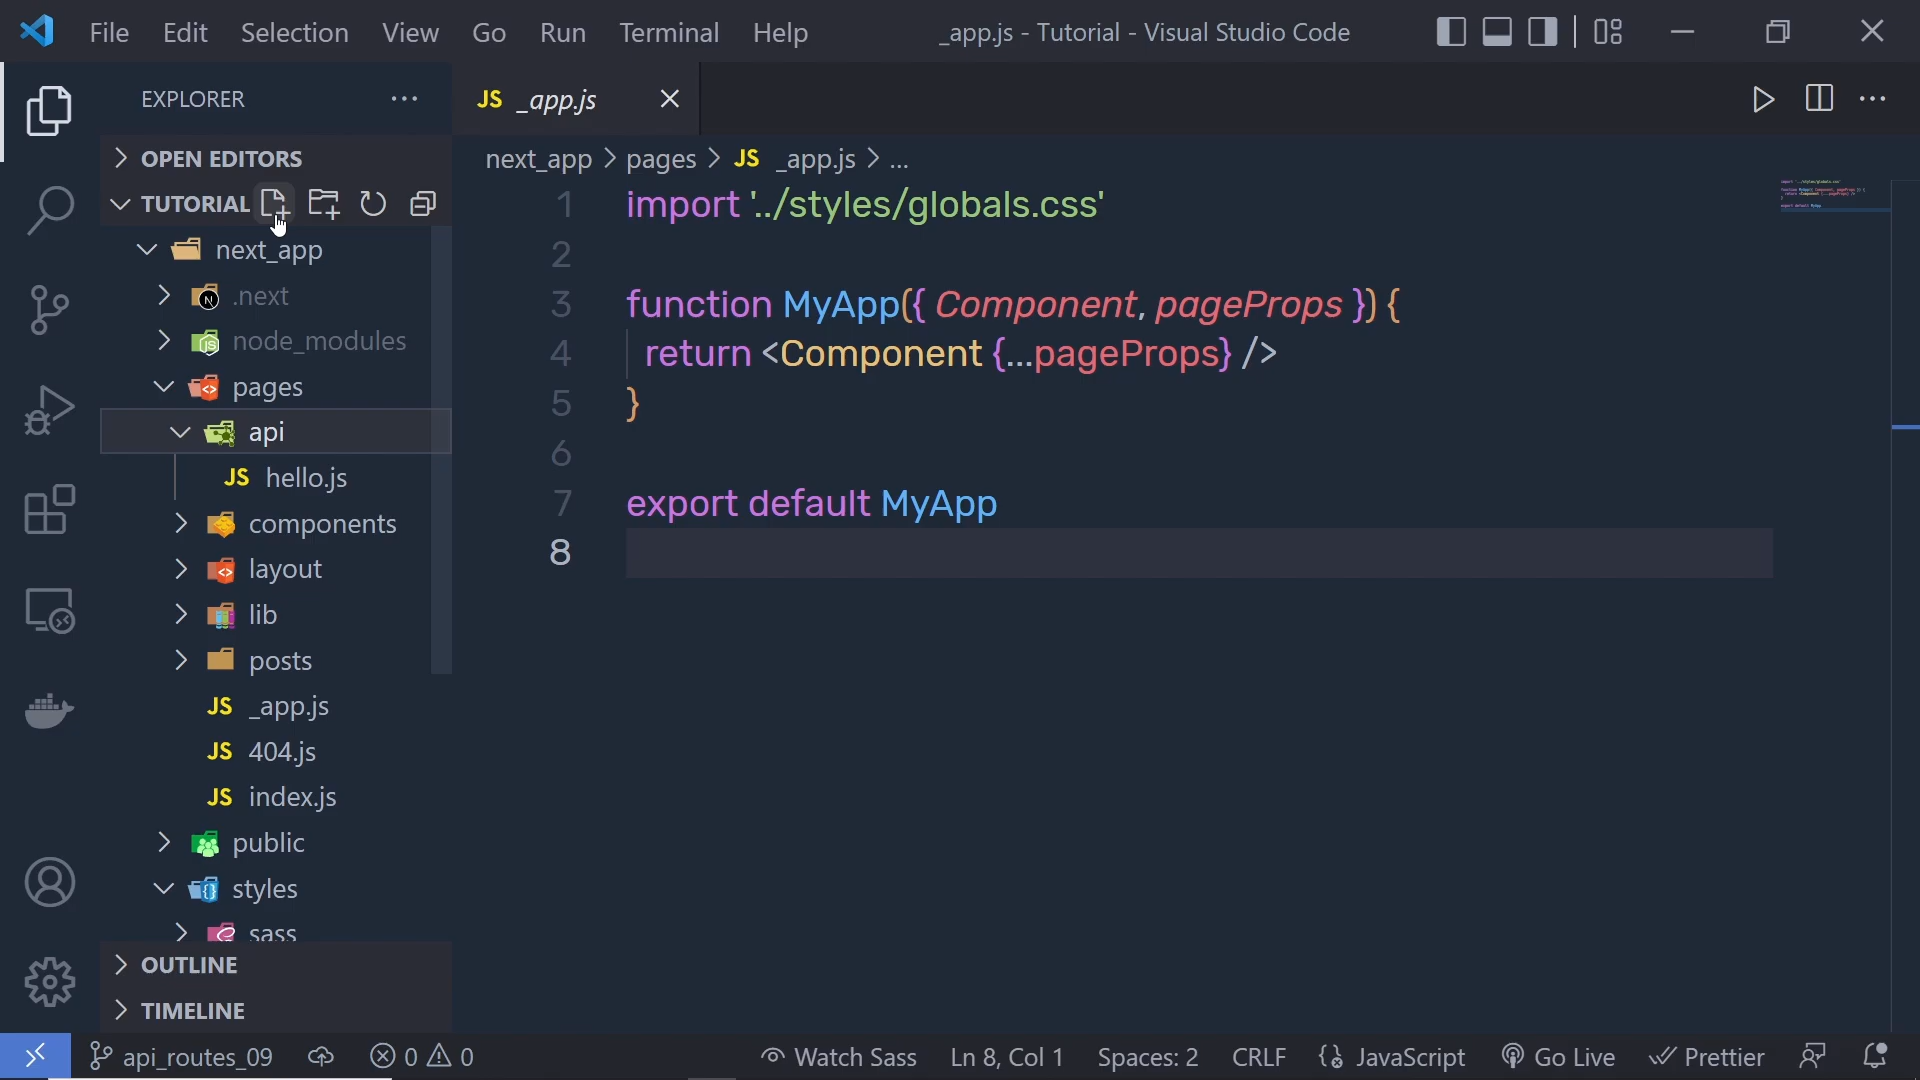 File Edit Selection View Go Run Terminal Help _app.js - Tutorial - Visual Studio Code
EXPLORER
JS _app.js
OPEN EDITORS
next_app > pages > JS _app.js > ...
TUTORIAL
1 import '../styles/globals.css'
next_app
2
.next
3 function MyApp({ Component, pageProps }) {
node_modules
4 return <Component {...pageProps} />
pages
5 }
api
6
JS hello.js
7 export default MyApp
components
8
layout
lib
posts
JS _app.js
JS 404.js
JS index.js
public
styles
sass
OUTLINE
TIMELINE
api_routes_09 0 0 Watch Sass Ln 8, Col 1 Spaces: 2 CRLF JavaScript Go Live Prettier